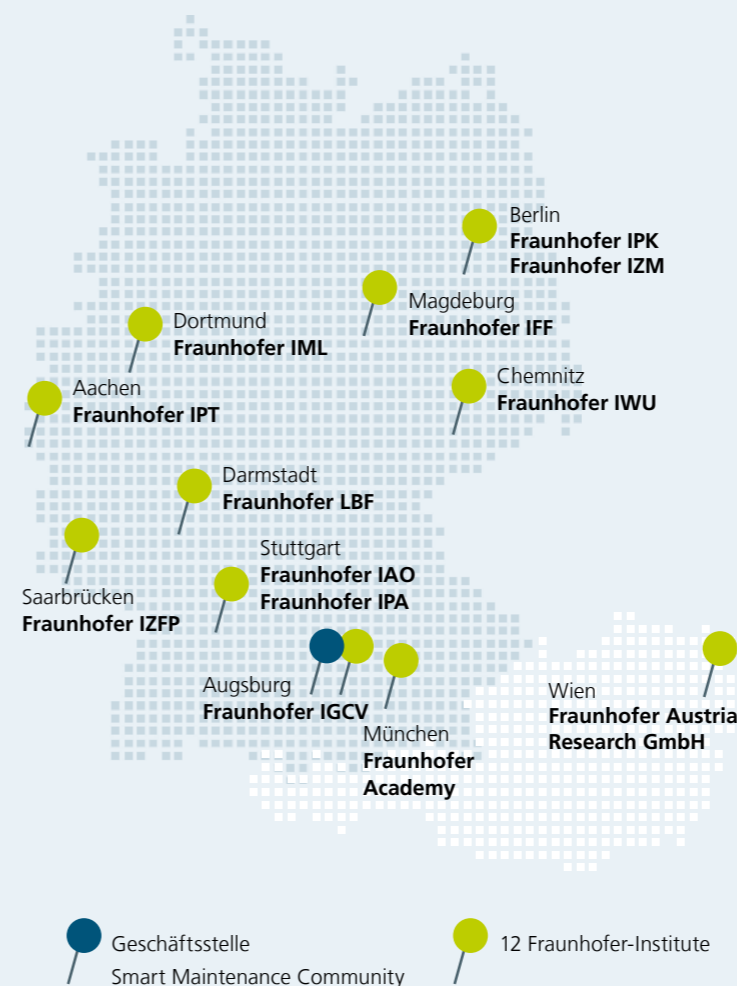 Berlin
Fraunhofer IPK
Fraunhofer IZM
Magdeburg
Fraunhofer IFF
Dortmund
Fraunhofer IML
Chemnitz
Fraunhofer IWU
Aachen
Fraunhofer IPT
Darmstadt
Fraunhofer LBF
Stuttgart
Fraunhofer IAO
Fraunhofer IPA
Saarbrücken
Fraunhofer IZFP
Augsburg
Fraunhofer IGCV
München
Fraunhofer
Academy
Wien
Fraunhofer Austria
Research GmbH
Geschäftsstelle
Smart Maintenance Community
12 Fraunhofer-Institute